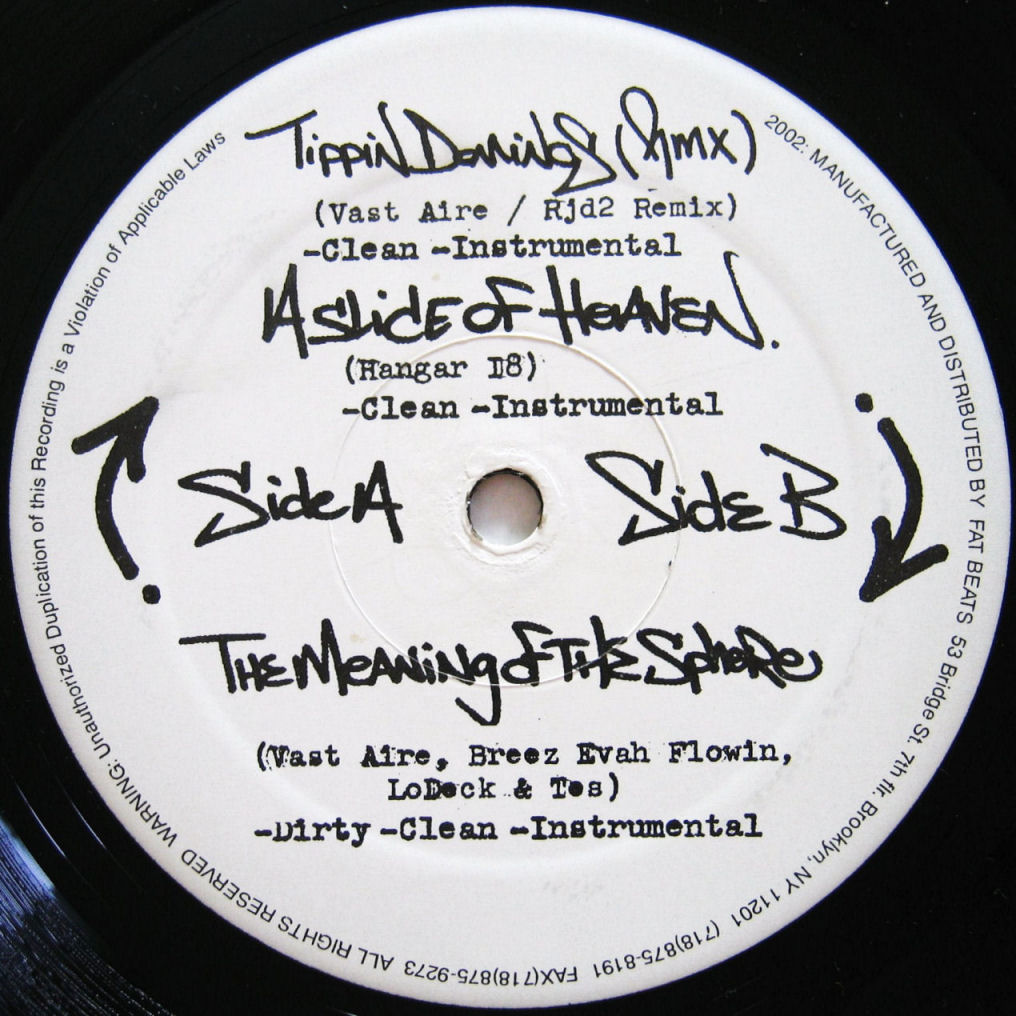 Tippin Dominos (Rmx)
(Vast Aire / Rjd2 Remix)
-Clean -Instrumental
A Slice of Heaven.
(Hangar 18)
-Clean -Instrumental
Side A
Side B
The Meaning of The Sphere
(Vast Aire, Breez Evah Flowin,
LoDeck & Tes)
-Dirty -Clean -Instrumental
2002: MANUFACTURED AND DISTRIBUTED BY FAT BEATS 53 Bridge St. 7th flr. Brooklyn, NY 11201 (718)875-8191 FAX(718)875-9273 ALL RIGHTS RESERVED WARNING: Unauthorized Duplication of this Recording is a Violation of Applicable Laws